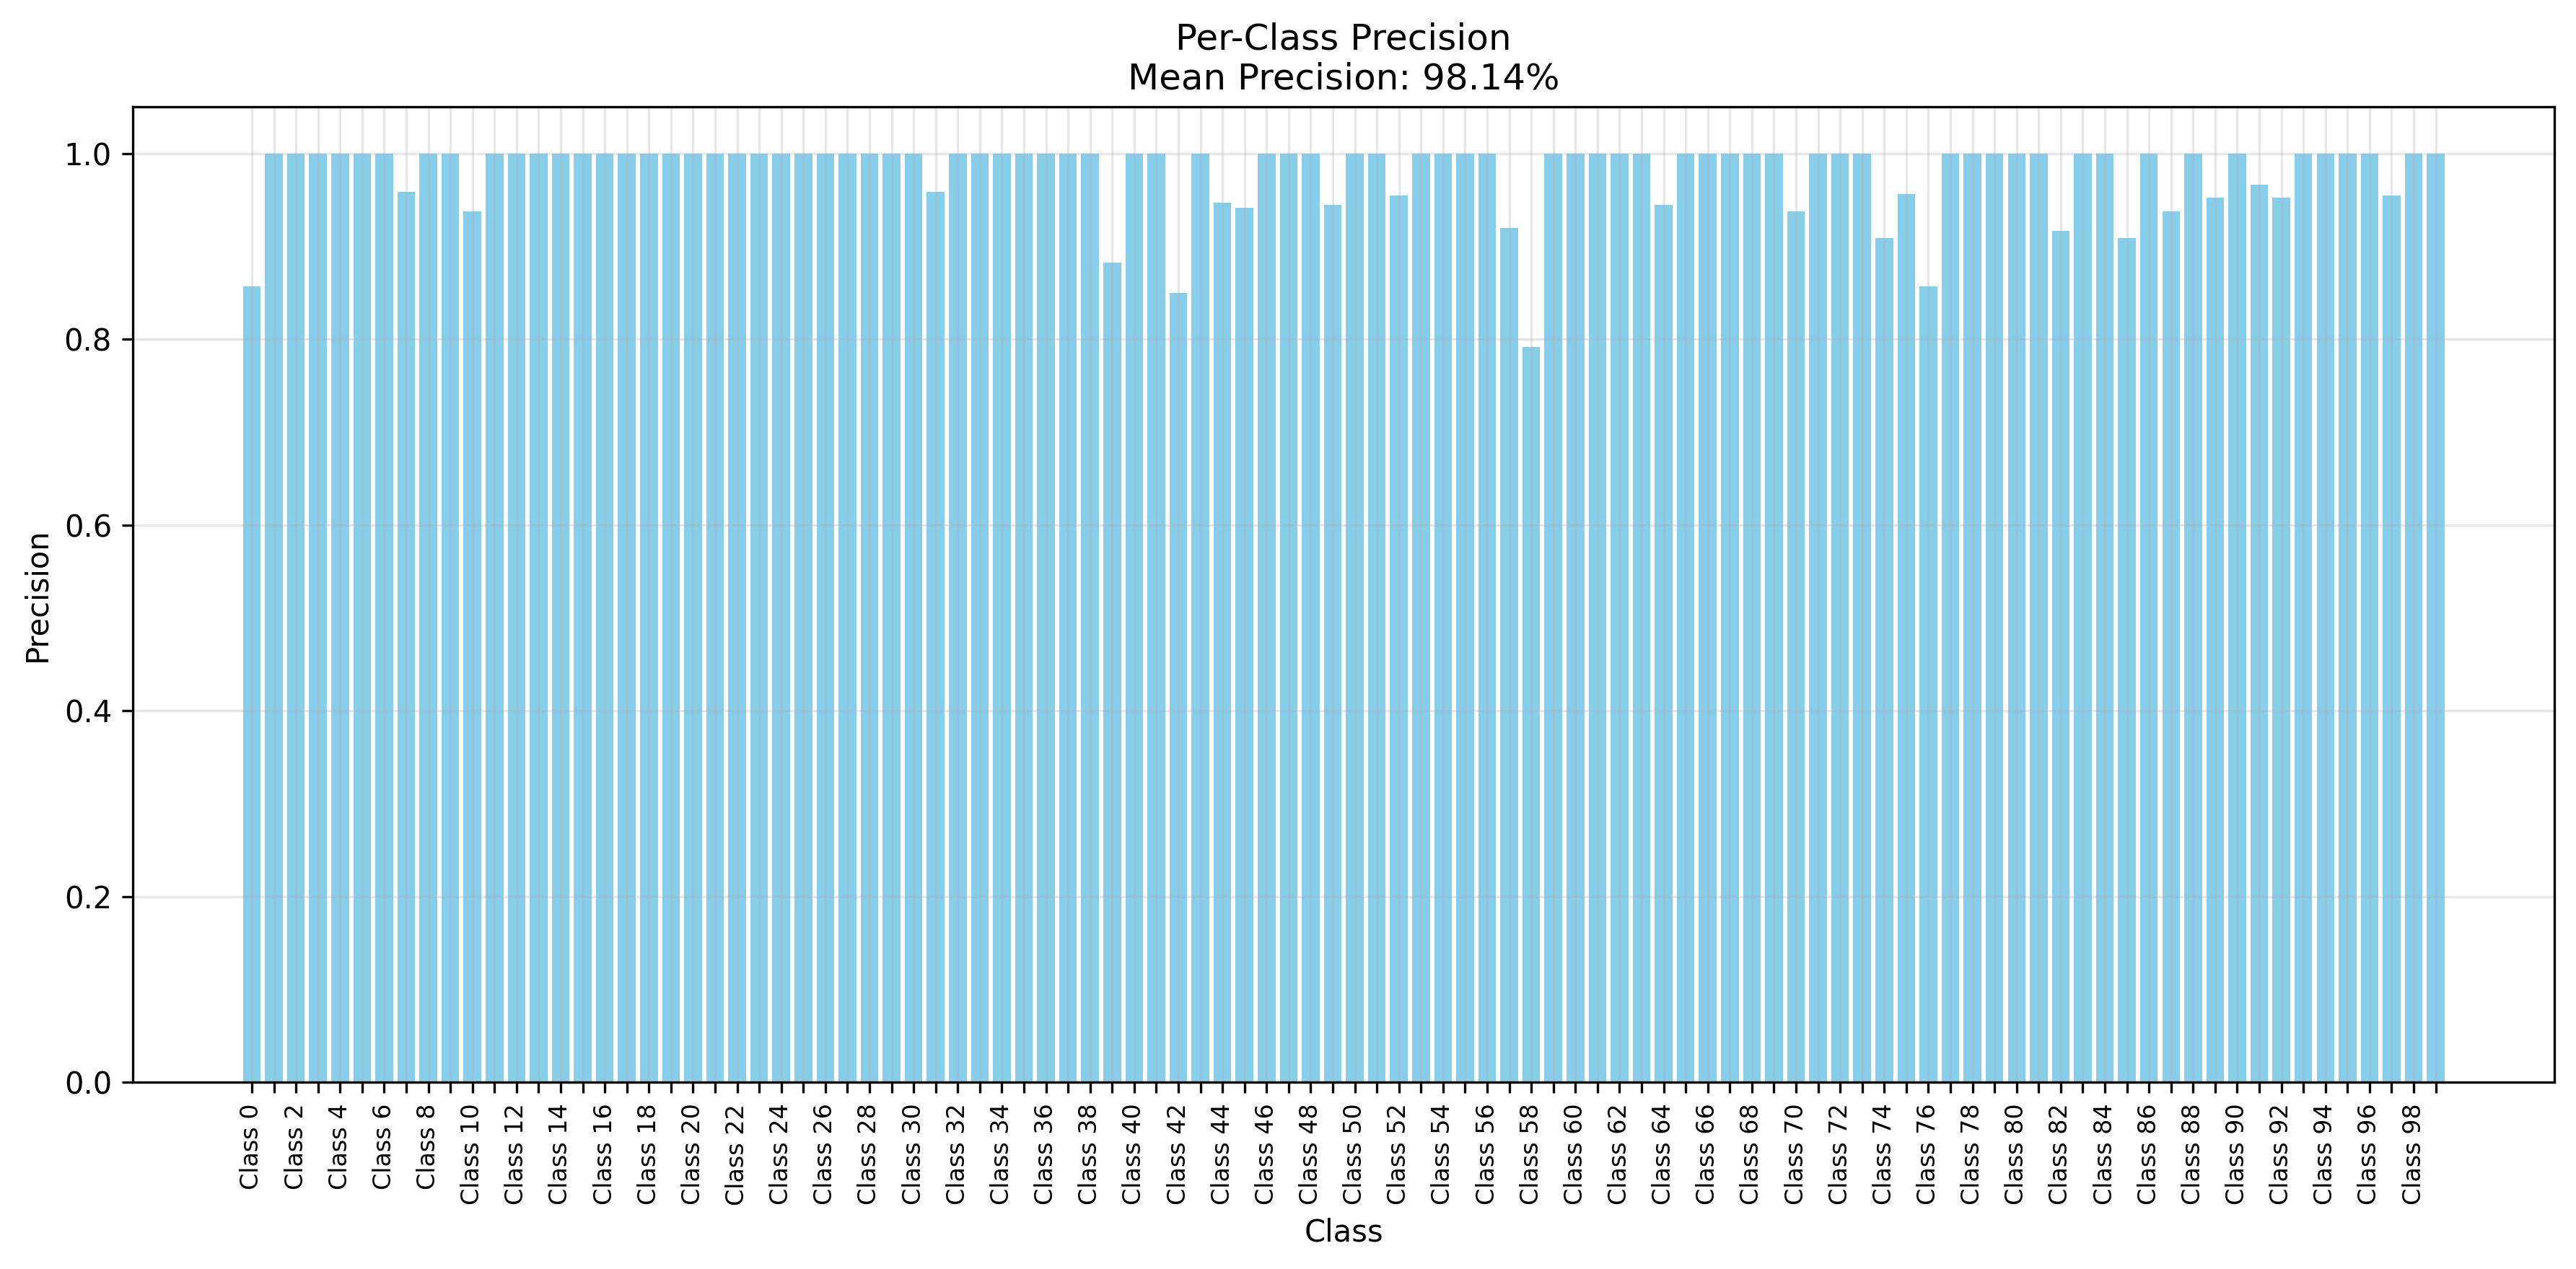 Per-Class Precision
Mean Precision: 98.14%
Precision
1.0
0.8
0.6
0.4
0.2
0.0
Class 0
Class 2
Class 4
Class 6
Class 8
Class 10
Class 12
Class 14
Class 16
Class 18
Class 20
Class 22
Class 24
Class 26
Class 28
Class 30
Class 32
Class 34
Class 36
Class 38
Class 40
Class 42
Class 44
Class 46
Class 48
Class 50
Class 52
Class 54
Class 56
Class 58
Class 60
Class 62
Class 64
Class 66
Class 68
Class 70
Class 72
Class 74
Class 76
Class 78
Class 80
Class 82
Class 84
Class 86
Class 88
Class 90
Class 92
Class 94
Class 96
Class 98
Class